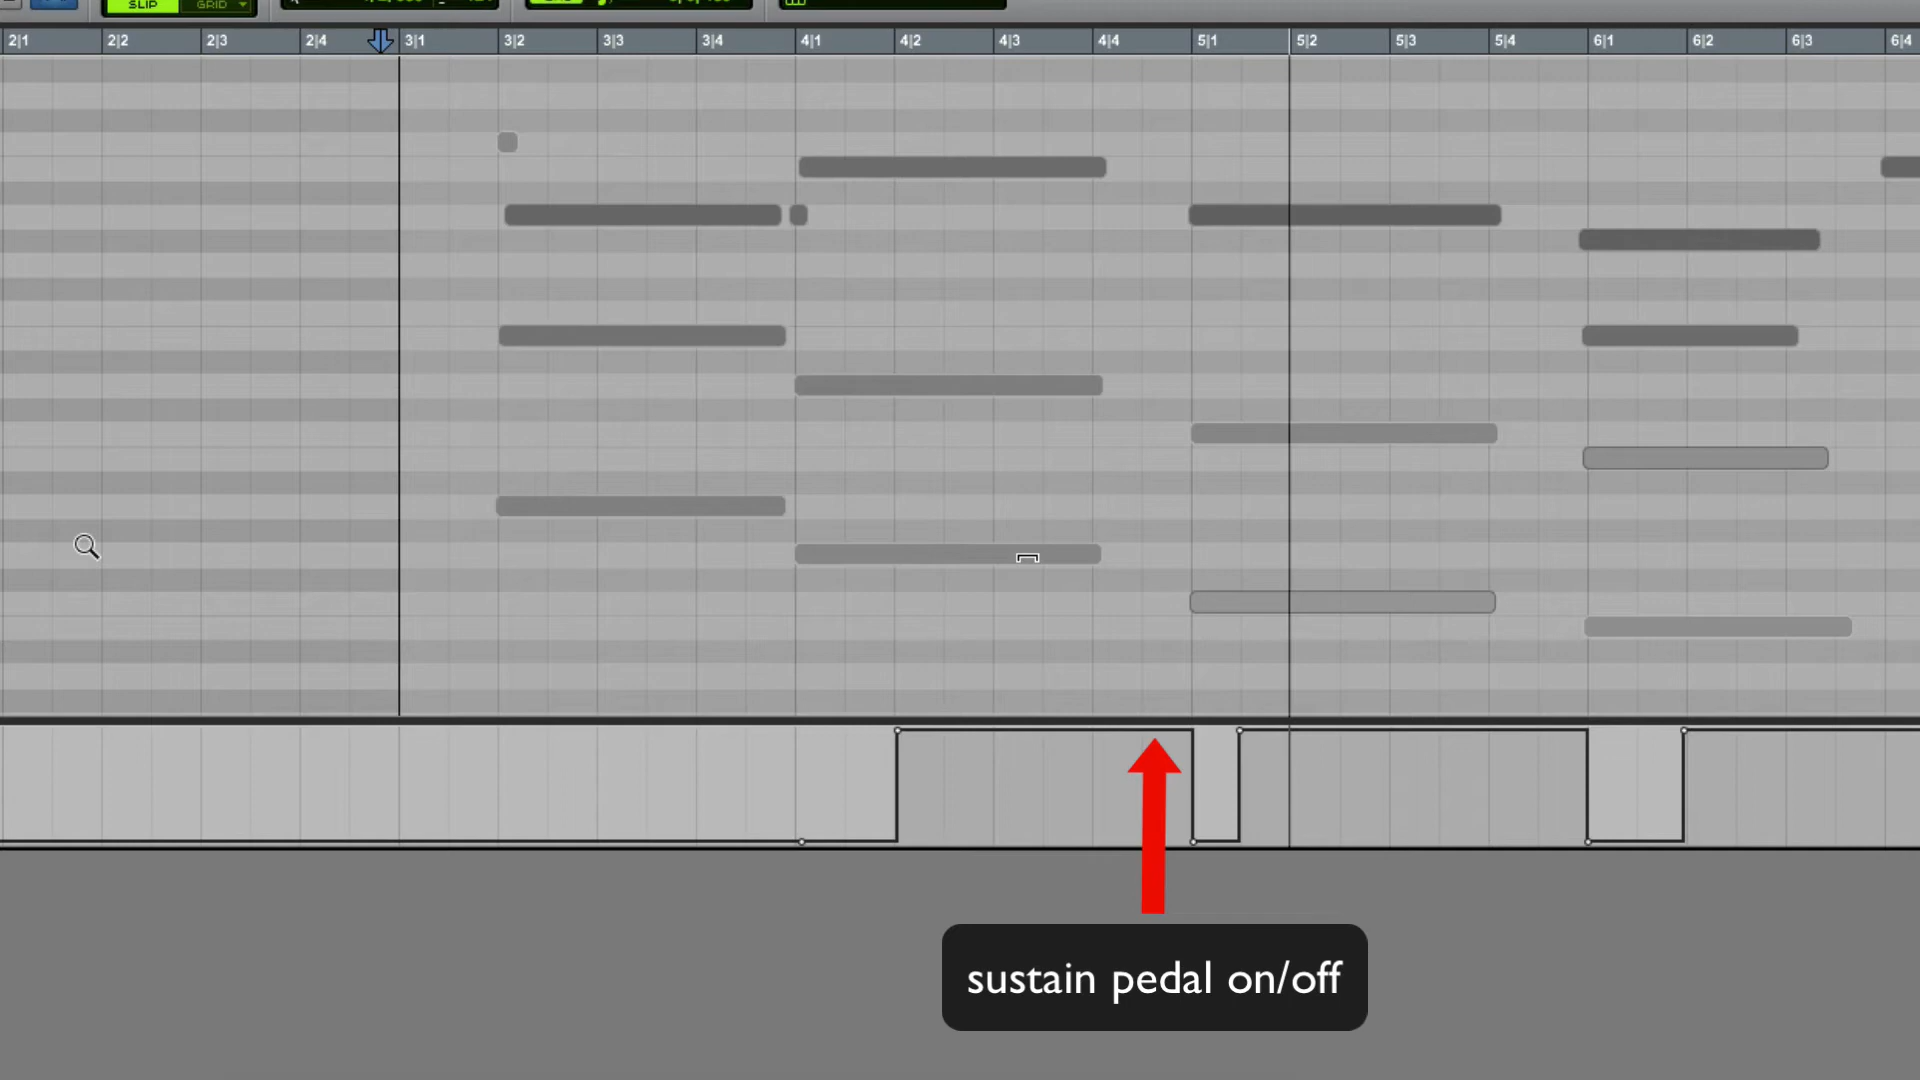 SLIP GRID
2|1 2|2 2|3 2|4 3|1 3|2 3|3 3|4 4|1 4|2 4|3 4|4 5|1 5|2 5|3 5|4 6|1 6|2 6|3 6|4
sustain pedal on/off